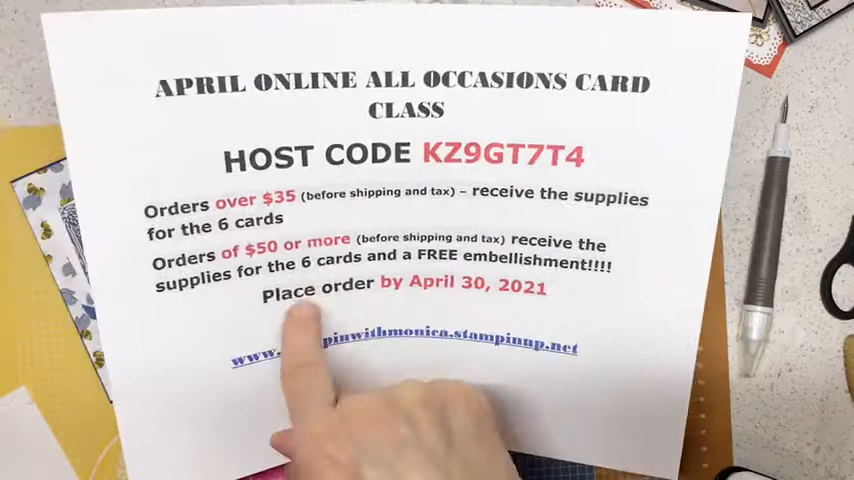 APRIL ONLINE ALL OCCASIONS CARD
CLASS
HOST CODE KZ9GT7T4
Orders over $35 (before shipping and tax) – receive the supplies
for the 6 cards
Orders of $50 or more (before shipping and tax) receive the
supplies for the 6 cards and a FREE embellishment!!!!
Place order by April 30, 2021
www. pinwithmonica.stampinup.net